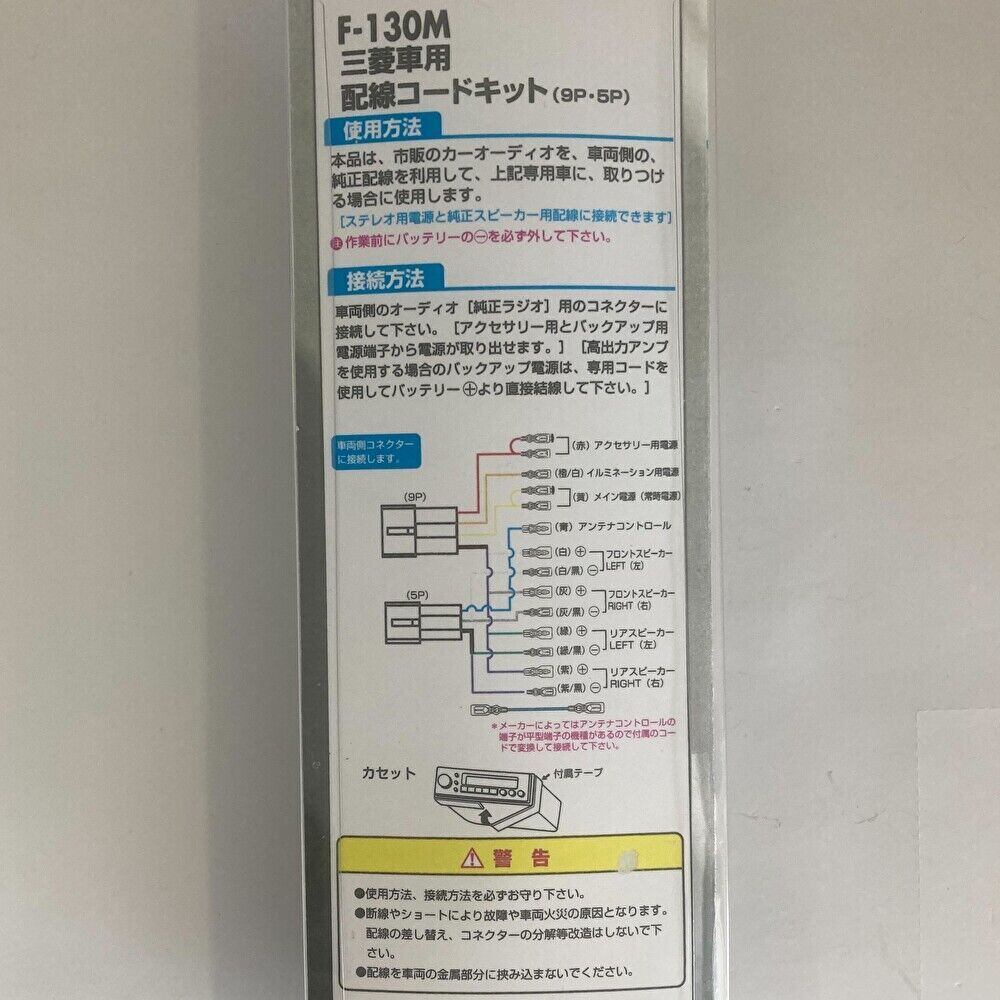 F-130M
三菱車用
配線コードキット(9P・5P)
使用方法
本品は、市販のカーオーディオを、車両側の、
純正配線を利用して、上記専用車に、取りつけ
る場合に使用します。
[ステレオ用電源と純正スピーカー用配線に接続できます]
注 作業前にバッテリーの⊖を必ず外して下さい。
接続方法
車両側のオーディオ[純正ラジオ]用のコネクターに
接続して下さい。[アクセサリー用とバックアップ用
電源端子から電源が取り出せます。][高出力アンプ
を使用する場合のバックアップ電源は、専用コードを
使用してバッテリー⊕より直接結線して下さい。]
車両側コネクター
に接続します。
(9P)
(5P)
(赤)アクセサリー用電源
(橙/白)イルミネーション用電源
(黄)メイン電源(常時電源)
(青)アンテナコントロール
(白)⊕
(白/黒)⊖
フロントスピーカー
LEFT(左)
(灰)⊕
(灰/黒)⊖
フロントスピーカー
RIGHT(右)
(緑)⊕
(緑/黒)⊖
リアスピーカー
LEFT(左)
(紫)⊕
(紫/黒)⊖
リアスピーカー
RIGHT(右)
*メーカーによってはアンテナコントロールの
端子が平型端子の機種があるので付属のコー
ドで変換して接続して下さい。
カセット
付属テープ
⚠ 警告
●使用方法、接続方法を必ずお守り下さい。
●断線やショートにより故障や車両火災の原因となります。
配線の差し替え、コネクターの分解等改造はしないで下
さい。
●配線を車両の金属部分に挟み込まないでください。